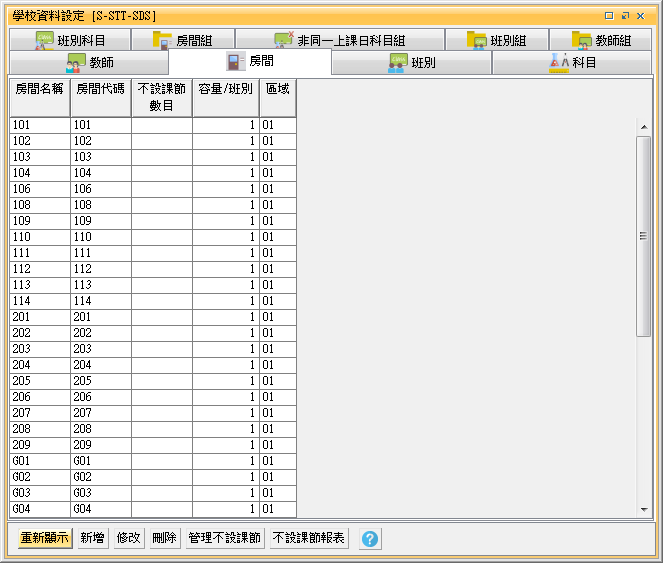 學校資料設定 [S-STT-SDS]
班別科目 房間組 非同一上課日科目組 班別組 教師組
教師 房間 班別 科目
房間名稱 房間代碼 不設課節數目 容量/班別 區域
101 101 1 01
102 102 1 01
103 103 1 01
104 104 1 01
106 106 1 01
108 108 1 01
109 109 1 01
110 110 1 01
111 111 1 01
112 112 1 01
113 113 1 01
114 114 1 01
201 201 1 01
202 202 1 01
203 203 1 01
204 204 1 01
205 205 1 01
206 206 1 01
207 207 1 01
208 208 1 01
209 209 1 01
G01 G01 1 01
G02 G02 1 01
G03 G03 1 01
G04 G04 1 01
重新顯示 新增 修改 刪除 管理不設課節 不設課節報表 ?